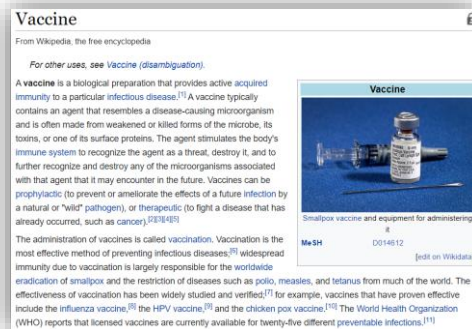 Vaccine
From Wikipedia, the free encyclopedia
For other uses, see Vaccine (disambiguation).
A vaccine is a biological preparation that provides active acquired
immunity to a particular infectious disease.[1] A vaccine typically
contains an agent that resembles a disease-causing microorganism
and is often made from weakened or killed forms of the microbe, its
toxins, or one of its surface proteins. The agent stimulates the body's
immune system to recognize the agent as a threat, destroy it, and to
further recognize and destroy any of the microorganisms associated
with that agent that it may encounter in the future. Vaccines can be
prophylactic (to prevent or ameliorate the effects of a future infection by
a natural or "wild" pathogen), or therapeutic (to fight a disease that has
already occurred, such as cancer).[2][3][4][5]
Vaccine
Smallpox vaccine and equipment for administering
it
MeSH D014612
[edit on Wikidata
The administration of vaccines is called vaccination. Vaccination is the
most effective method of preventing infectious diseases;[6] widespread
immunity due to vaccination is largely responsible for the worldwide
eradication of smallpox and the restriction of diseases such as polio, measles, and tetanus from much of the world. The
effectiveness of vaccination has been widely studied and verified;[7] for example, vaccines that have proven effective
include the influenza vaccine,[8] the HPV vaccine,[9] and the chicken pox vaccine.[10] The World Health Organization
(WHO) reports that licensed vaccines are currently available for twenty-five different preventable infections.[11]